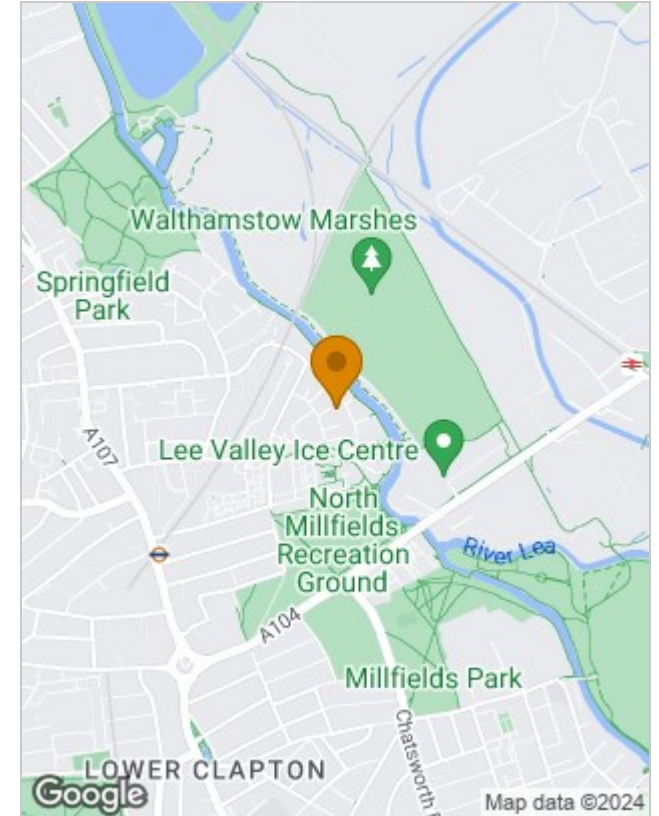 Walthamstow Marshes
Springfield
Park
A107
Lee Valley Ice Centre
North
Millfields
Recreation
Ground
River Lea
A104
Millfields Park
Chatsworth
LOWER CLAPTON
Google
Map data ©2024